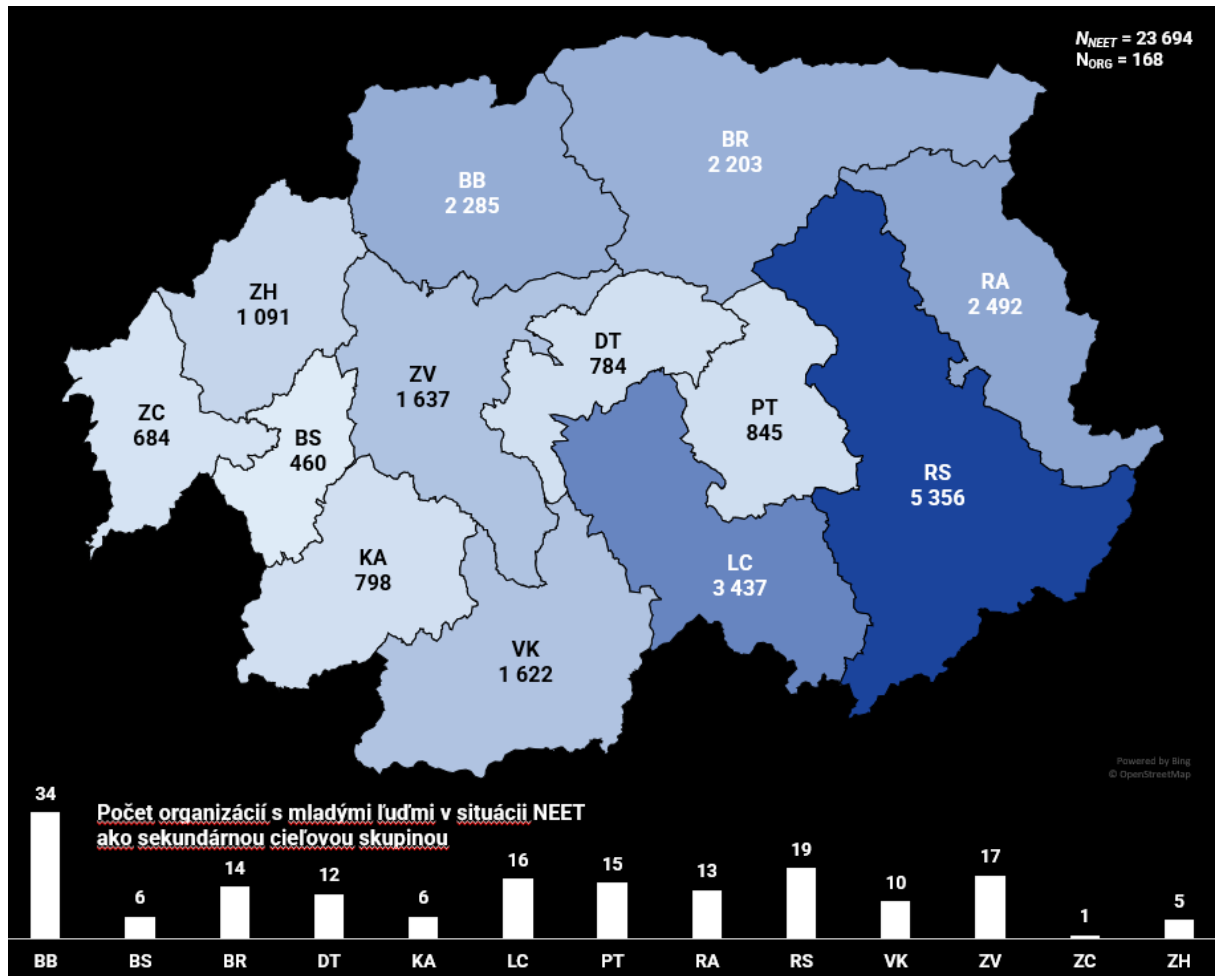 N_NEET = 23 694
N_ORG = 168
BR
2 203
BB
2 285
RA
2 492
ZH
1 091
DT
784
ZV
1 637
ZC
684
BS
460
PT
845
RS
5 356
KA
798
LC
3 437
VK
1 622
Powered by Bing
© OpenStreetMap
Počet organizácií s mladými ľuďmi v situácii NEET
ako sekundárnou cieľovou skupinou
34 6 14 12 6 16 15 13 19 10 17 1 5
BB BS BR DT KA LC PT RA RS VK ZV ZC ZH